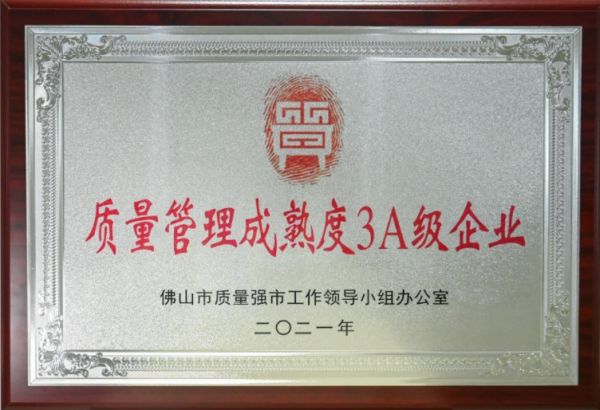 质量管理成熟度3A级企业
佛山市质量强市工作领导小组办公室
二〇二一年